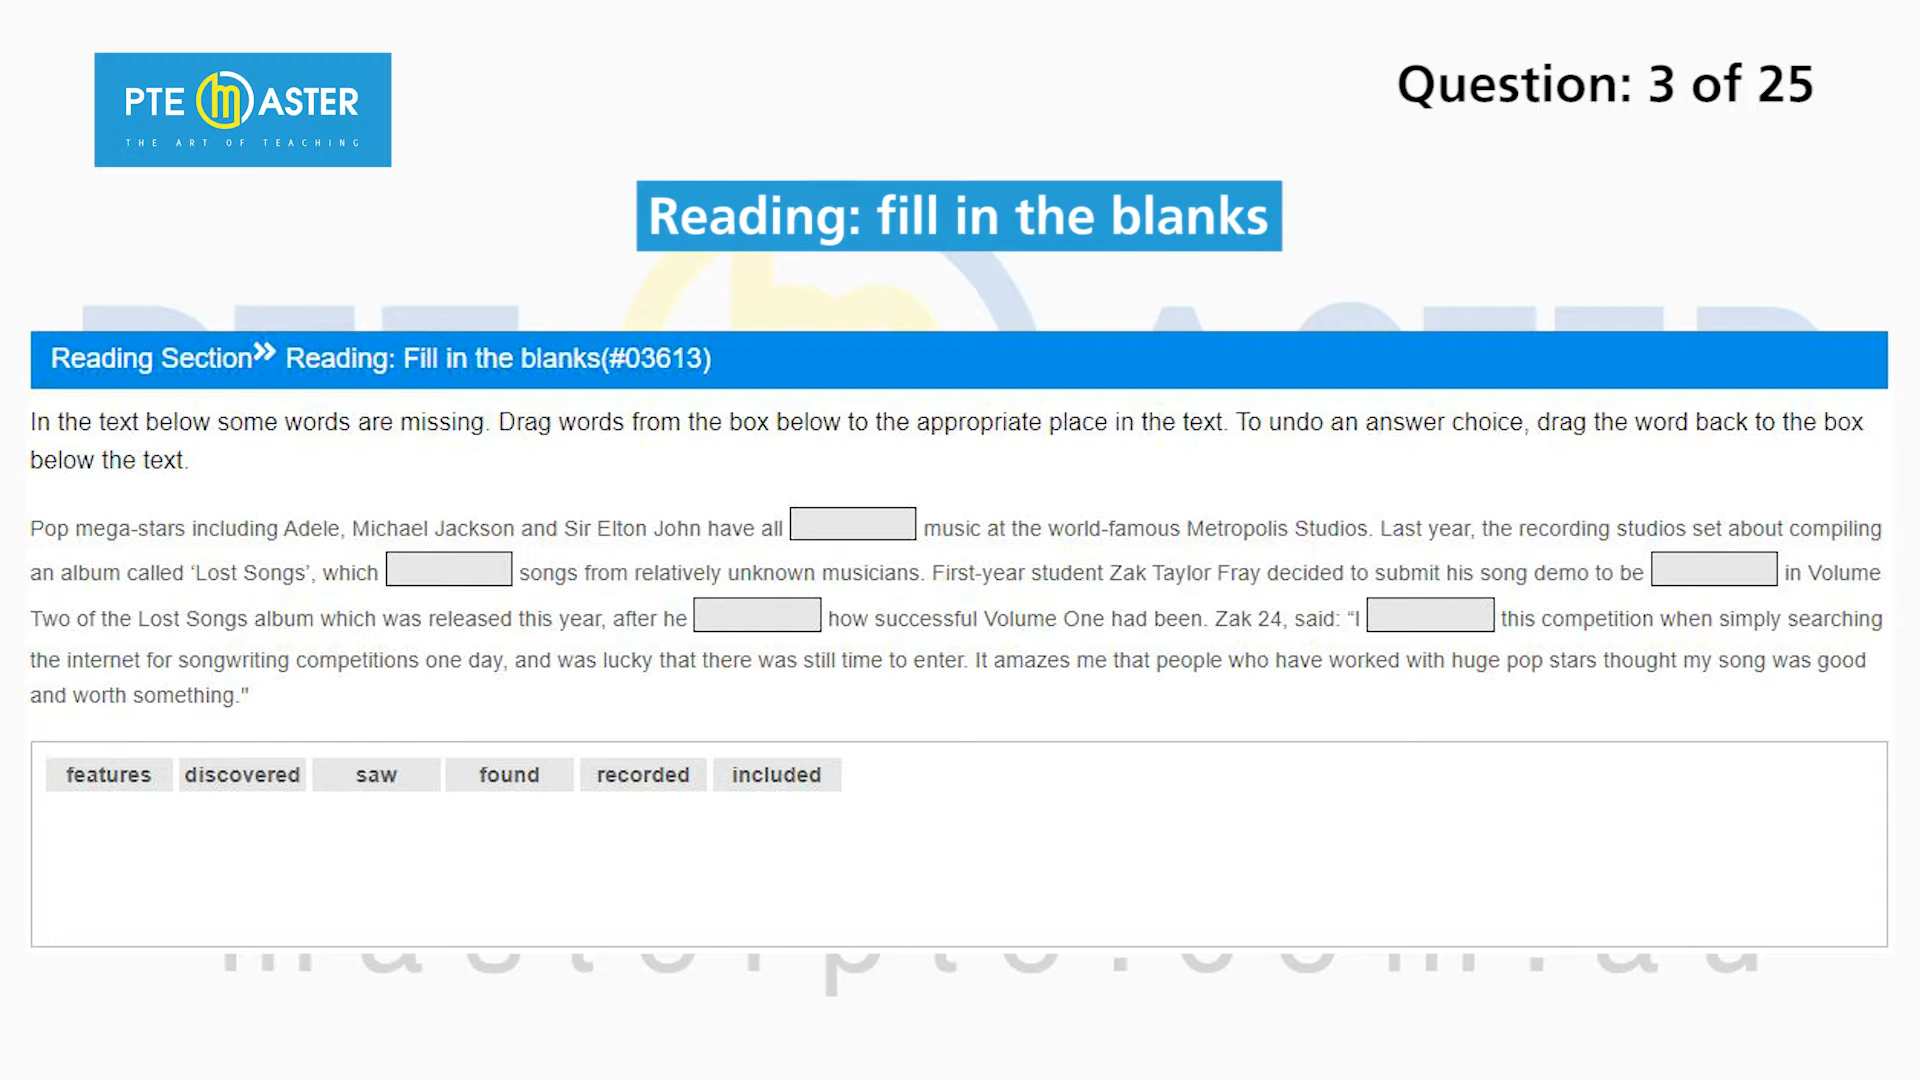 PTE MASTER
THE ART OF TEACHING
Question: 3 of 25
Reading: fill in the blanks
PTE MASTER
Reading Section» Reading: Fill in the blanks(#03613)
In the text below some words are missing. Drag words from the box below to the appropriate place in the text. To undo an answer choice, drag the word back to the box
below the text.
Pop mega-stars including Adele, Michael Jackson and Sir Elton John have all music at the world-famous Metropolis Studios. Last year, the recording studios set about compiling
an album called ‘Lost Songs’, which songs from relatively unknown musicians. First-year student Zak Taylor Fray decided to submit his song demo to be in Volume
Two of the Lost Songs album which was released this year, after he how successful Volume One had been. Zak 24, said: “I this competition when simply searching
the internet for songwriting competitions one day, and was lucky that there was still time to enter. It amazes me that people who have worked with huge pop stars thought my song was good
and worth something."
features discovered saw found recorded included
masterpte.com.au